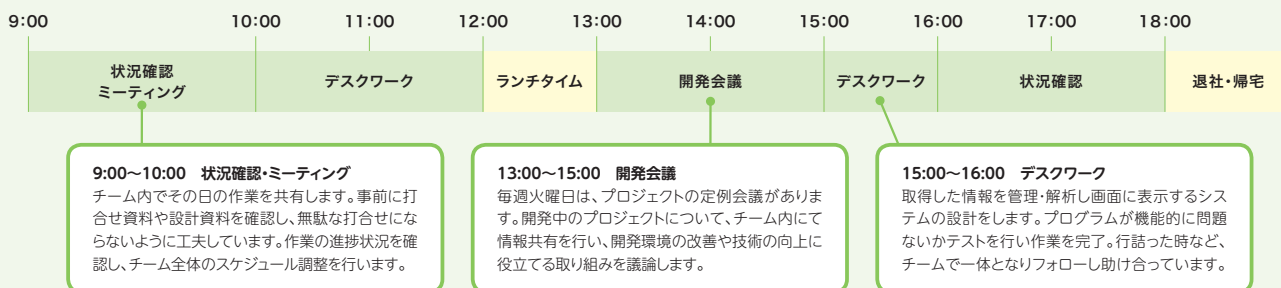 9:00 10:00 11:00 12:00 13:00 14:00 15:00 16:00 17:00 18:00
状況確認
ミーティング
デスクワーク
ランチタイム
開発会議
デスクワーク
状況確認
退社・帰宅
9:00〜10:00 状況確認・ミーティング
チーム内でその日の作業を共有します。事前に打
合せ資料や設計資料を確認し、無駄な打合せにな
らないように工夫しています。作業の進捗状況を確
認し、チーム全体のスケジュール調整を行います。
13:00〜15:00 開発会議
毎週火曜日は、プロジェクトの定例会議がありま
す。開発中のプロジェクトについて、チーム内にて
情報共有を行い、開発環境の改善や技術の向上に
役立てる取り組みを議論します。
15:00〜16:00 デスクワーク
取得した情報を管理・解析し画面に表示するシス
テムの設計をします。プログラムが機能的に問題
ないかテストを行い作業を完了。行詰った時など、
チームで一体となりフォローし助け合っています。